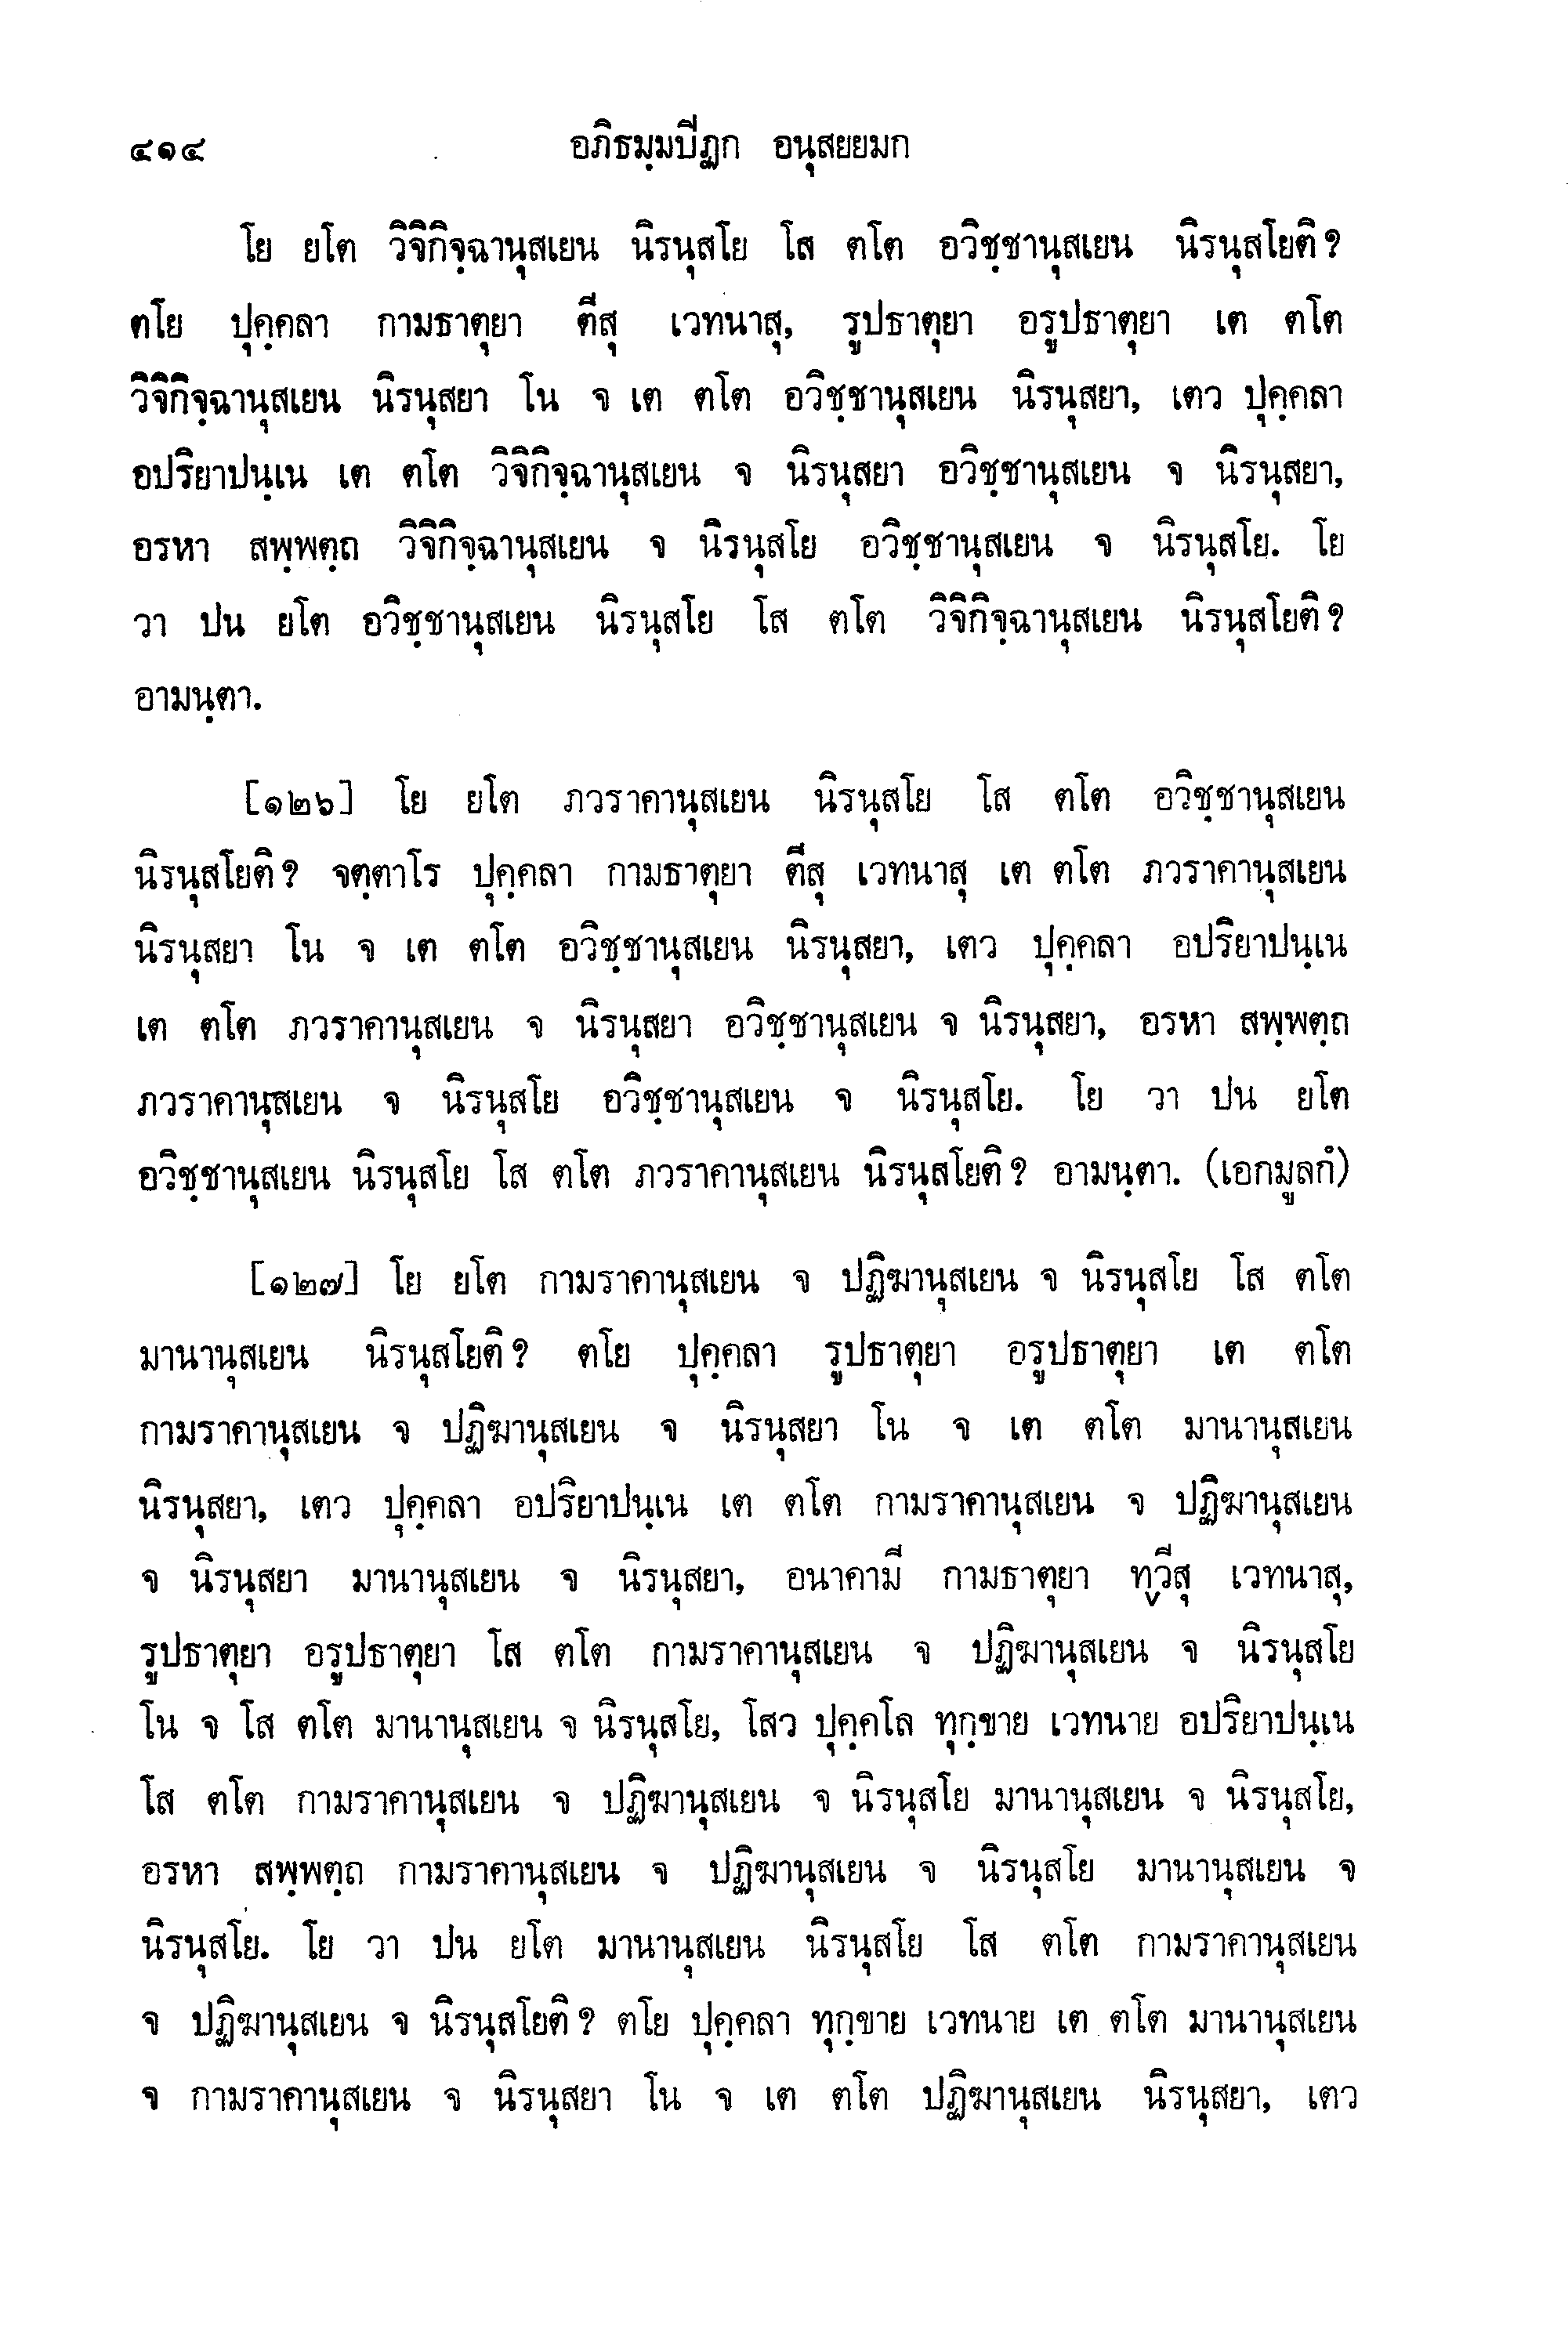 ๔๑๔ อภิธมฺมปีฏก อนุสยยมก
โย ยโต วิจิกิจฺฉานุสเยน นิรนุสโย โส ตโต อวิชฺชานุสเยน นิรนุสโยติ?
ตโย ปุคฺคลา กามธาตุยา ตีสุ เวทนาสุ, รูปธาตุยา อรูปธาตุยา เต ตโต
วิจิกิจฺฉานุสเยน นิรนุสยา โน จ เต ตโต อวิชฺชานุสเยน นิรนุสยา, เตว ปุคฺคลา
อปริยาปนฺเน เต ตโต วิจิกิจฺฉานุสเยน จ นิรนุสยา อวิชฺชานุสเยน จ นิรนุสยา,
อรหา สพฺพตฺถ วิจิกิจฺฉานุสเยน จ นิรนุสโย อวิชฺชานุสเยน จ นิรนุสโย. โย
วา ปน ยโต อวิชฺชานุสเยน นิรนุสโย โส ตโต วิจิกิจฺฉานุสเยน นิรนุสโยติ?
อามนฺตา.
[๑๒๖] โย ยโต ภวราคานุสเยน นิรนุสโย โส ตโต อวิชฺชานุสเยน
นิรนุสโยติ? จตฺตาโร ปุคฺคลา กามธาตุยา ตีสุ เวทนาสุ เต ตโต ภวราคานุสเยน
นิรนุสยา โน จ เต ตโต อวิชฺชานุสเยน นิรนุสยา, เตว ปุคฺคลา อปริยาปนฺเน
เต ตโต ภวราคานุสเยน จ นิรนุสยา อวิชฺชานุสเยน จ นิรนุสยา, อรหา สพฺพตฺถ
ภวราคานุสเยน จ นิรนุสโย อวิชฺชานุสเยน จ นิรนุสโย. โย วา ปน ยโต
อวิชฺชานุสเยน นิรนุสโย โส ตโต ภวราคานุสเยน นิรนุสโยติ? อามนฺตา. (เอกมูลกํ)
[๑๒๗] โย ยโต กามราคานุสเยน จ ปฏิฆานุสเยน จ นิรนุสโย โส ตโต
มานานุสเยน นิรนุสโยติ? ตโย ปุคฺคลา รูปธาตุยา อรูปธาตุยา เต ตโต
กามราคานุสเยน จ ปฏิฆานุสเยน จ นิรนุสยา โน จ เต ตโต มานานุสเยน
นิรนุสยา, เตว ปุคฺคลา อปริยาปนฺเน เต ตโต กามราคานุสเยน จ ปฏิฆานุสเยน
จ นิรนุสยา มานานุสเยน จ นิรนุสยา, อนาคามี กามธาตุยา ทฺวีสุ เวทนาสุ,
รูปธาตุยา อรูปธาตุยา โส ตโต กามราคานุสเยน จ ปฏิฆานุสเยน จ นิรนุสโย
โน จ โส ตโต มานานุสเยน จ นิรนุสโย, โสว ปุคฺคโล ทุกฺขาย เวทนาย อปริยาปนฺเน
โส ตโต กามราคานุสเยน จ ปฏิฆานุสเยน จ นิรนุสโย มานานุสเยน จ นิรนุสโย,
อรหา สพฺพตฺถ กามราคานุสเยน จ ปฏิฆานุสเยน จ นิรนุสโย มานานุสเยน จ
นิรนุสโย. โย วา ปน ยโต มานานุสเยน นิรนุสโย โส ตโต กามราคานุสเยน
จ ปฏิฆานุสเยน จ นิรนุสโยติ? ตโย ปุคฺคลา ทุกฺขาย เวทนาย เต ตโต มานานุสเยน
จ กามราคานุสเยน จ นิรนุสยา โน จ เต ตโต ปฏิฆานุสเยน นิรนุสยา, เตว